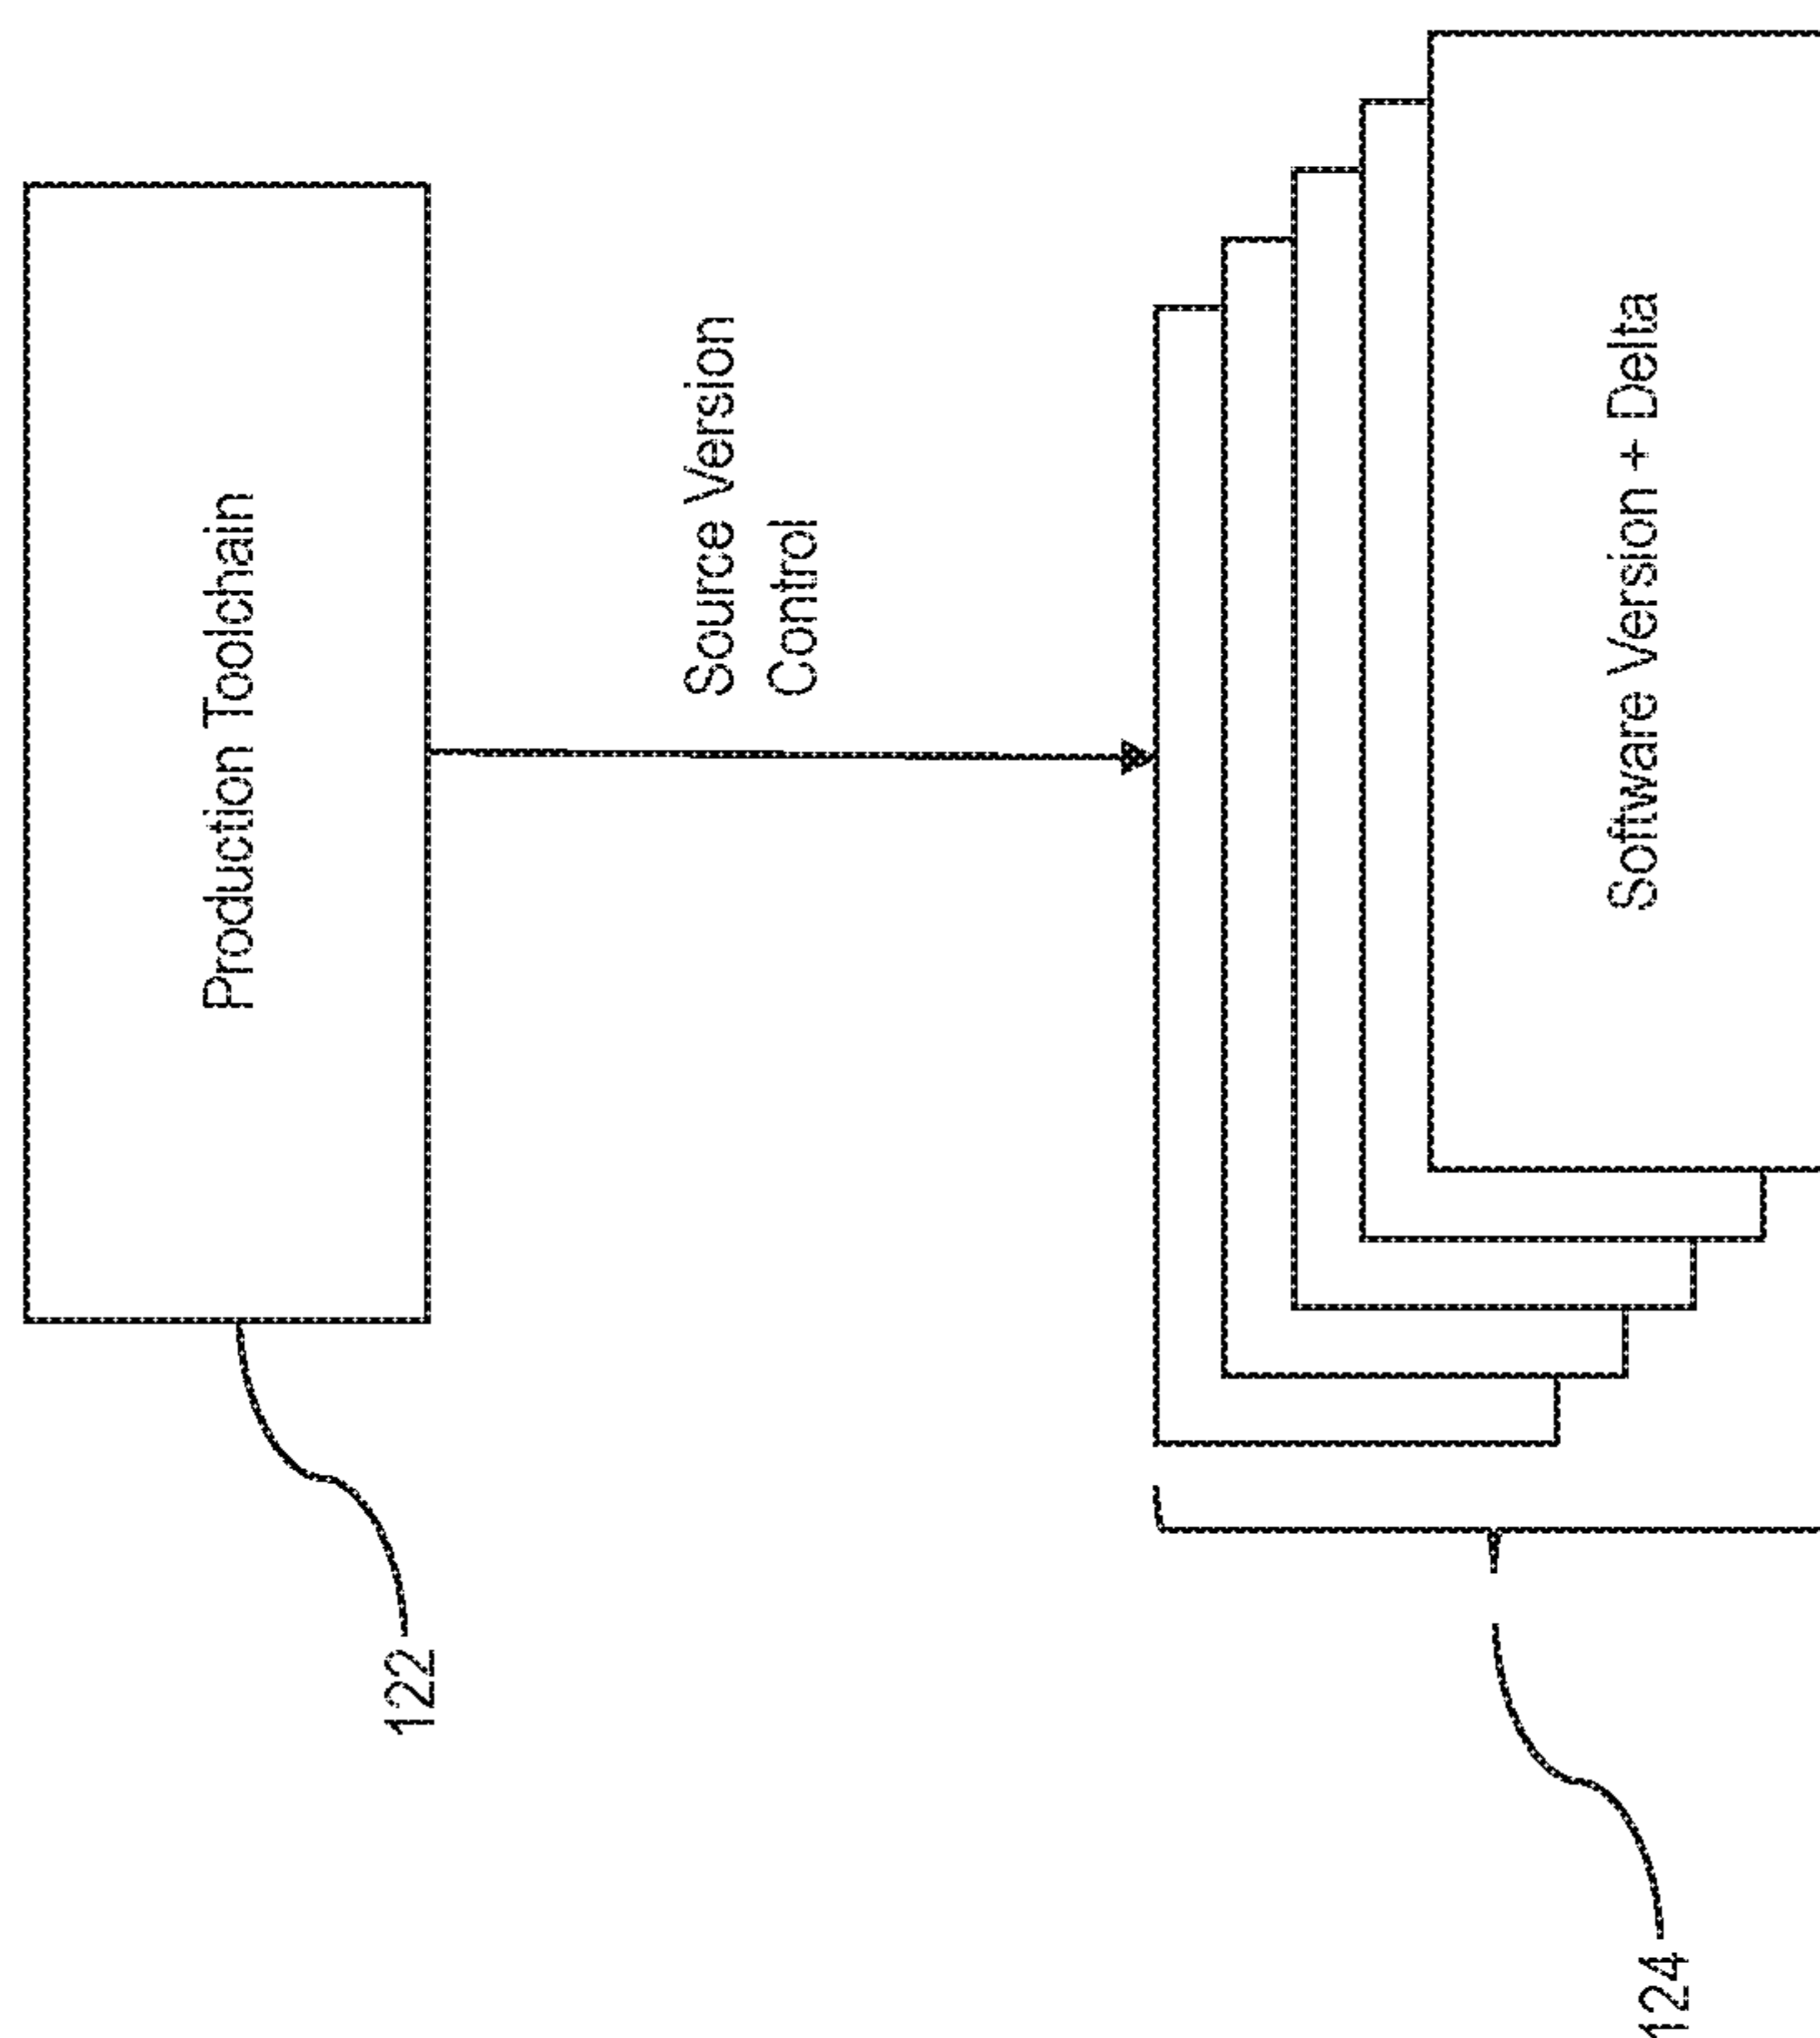 Production Toolchain
122
Source Version
Control
Software Version + Delta
124